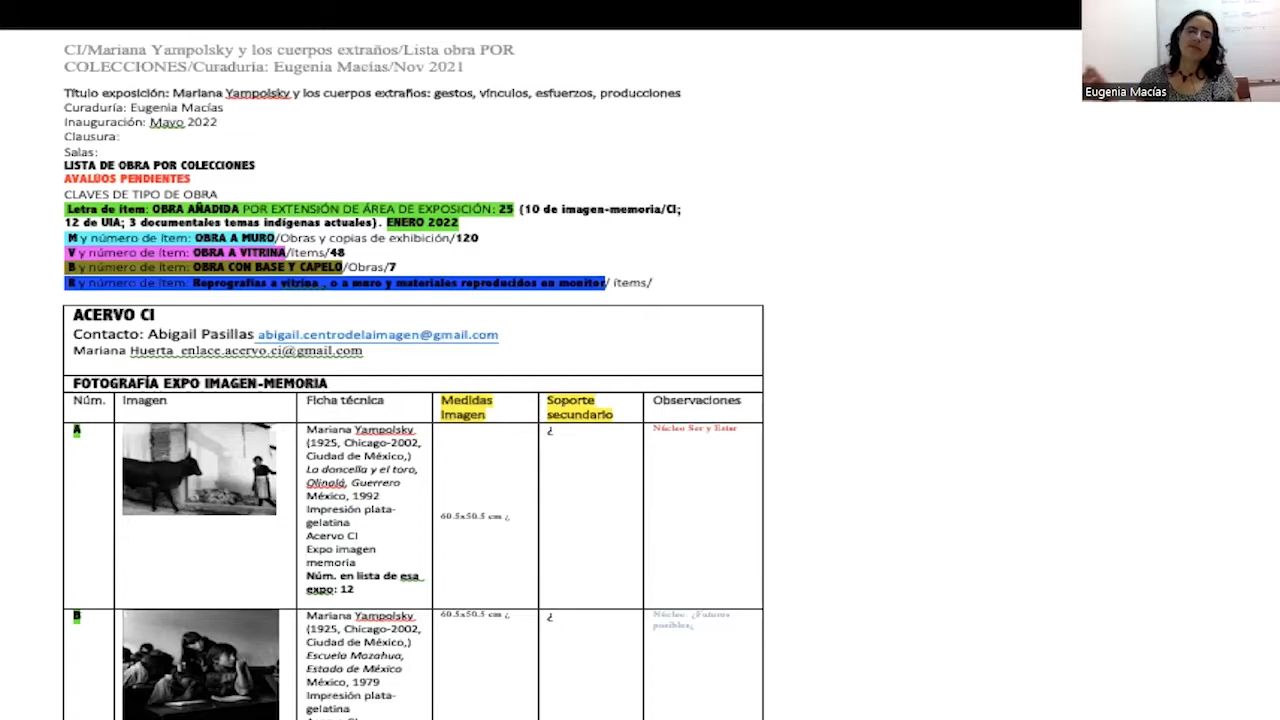 CI/Mariana Yampolsky y los cuerpos extraños/Lista obra POR
COLECCIONES/Curaduría: Eugenia Macías/Nov 2021
Título exposición: Mariana Yampolsky y los cuerpos extraños: gestos, vínculos, esfuerzos, producciones
Curaduría: Eugenia Macías
Inauguración: Mayo 2022
Clausura:
Salas:
LISTA DE OBRA POR COLECCIONES
AVALÚOS PENDIENTES
CLAVES DE TIPO DE OBRA
Letra de ítem: OBRA AÑADIDA POR EXTENSIÓN DE ÁREA DE EXPOSICIÓN: 25 (10 de imagen-memoria/CI;
12 de UIA; 3 documentales temas indígenas actuales). ENERO 2022
M y número de ítem: OBRA A MURO/Obras y copias de exhibición/120
V y número de ítem: OBRA A VITRINA/ítems/48
B y número de ítem: OBRA CON BASE Y CAPELO/Obras/7
R y número de ítem: Reprografías a vitrina , o a muro y materiales reproducidos en monitor/ ítems/
ACERVO CI
Contacto: Abigail Pasillas abigail.centrodelaimagen@gmail.com
Mariana Huerta enlace.acervo.ci@gmail.com
FOTOGRAFÍA EXPO IMAGEN-MEMORIA
Núm.
Imagen
Ficha técnica
Medidas
Imagen
Soporte
secundario
Observaciones
A
Mariana Yampolsky
(1925, Chicago-2002,
Ciudad de México,)
La doncella y el toro,
Olinalá, Guerrero
México, 1992
Impresión plata-
gelatina
Acervo CI
Expo imagen
memoria
Núm. en lista de esa
expo: 12
60.5x50.5 cm ¿
¿
Núcleo Ser y Estar
B
Mariana Yampolsky
(1925, Chicago-2002,
Ciudad de México,)
Escuela Mazahua,
Estado de México
México, 1979
Impresión plata-
gelatina
60.5x50.5 cm ¿
¿
Núcleo: ¿Futuros
posibles¿
Eugenia Macías